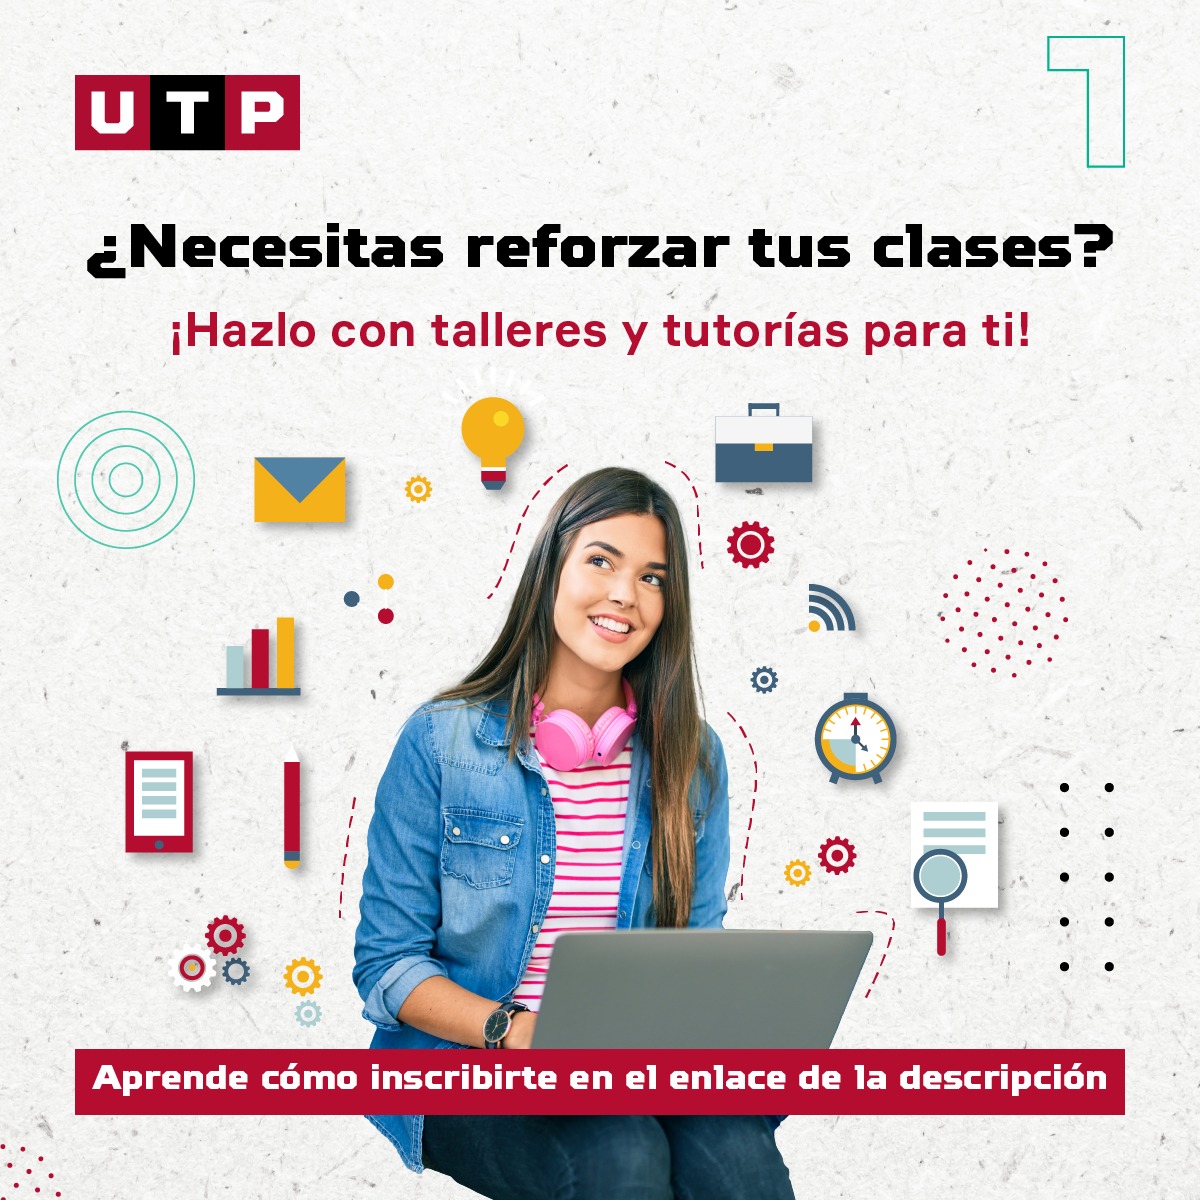 UTP
¿Necesitas reforzar tus clases?
¡Hazlo con talleres y tutorías para ti!
Aprende cómo inscribirte en el enlace de la descripción